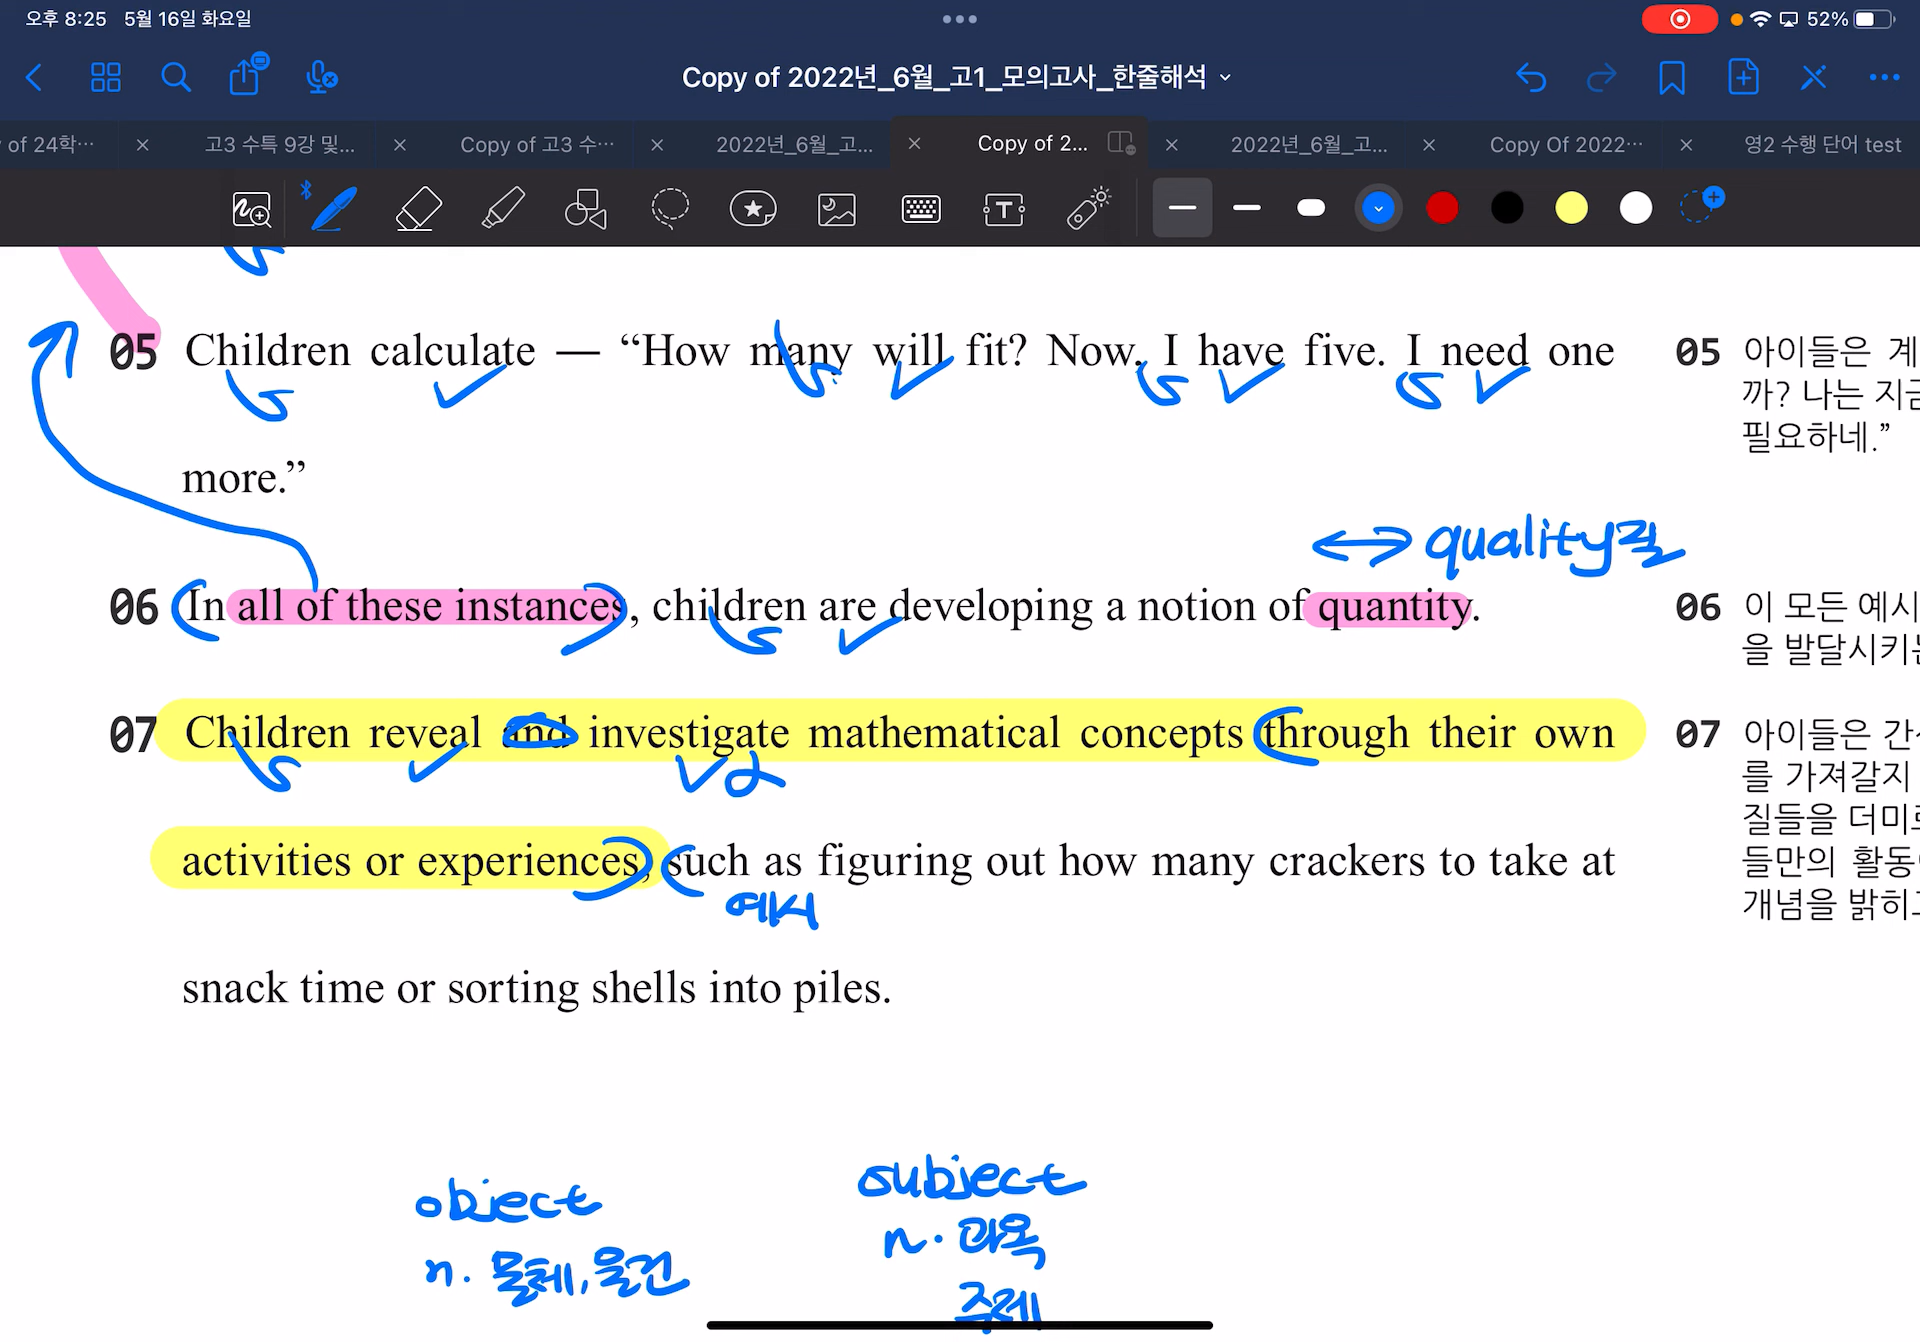 오후 8:25 5월 16일 화요일
52%
Copy of 2022년_6월_고1_모의고사_한줄해석
of 24학…
고3 수특 9강 및...
Copy of 고3 수…
2022년_6월_고...
Copy of 2...
2022년_6월_고...
Copy Of 2022…
영2 수행 단어 test
05 Children calculate — “How many will fit? Now, I have five. I need one
more.”
05 아이들은 계
까? 나는 지금
필요하네.”
↔ quality 질
06 In all of these instances, children are developing a notion of quantity.
06 이 모든 예시
을 발달시키는
07 Children reveal and investigate mathematical concepts through their own
activities or experiences, such as figuring out how many crackers to take at
예시
snack time or sorting shells into piles.
07 아이들은 간
를 가져갈지
질들을 더미로
들만의 활동
개념을 밝히고
object
n. 물체, 물건
subject
n. 과목
주제